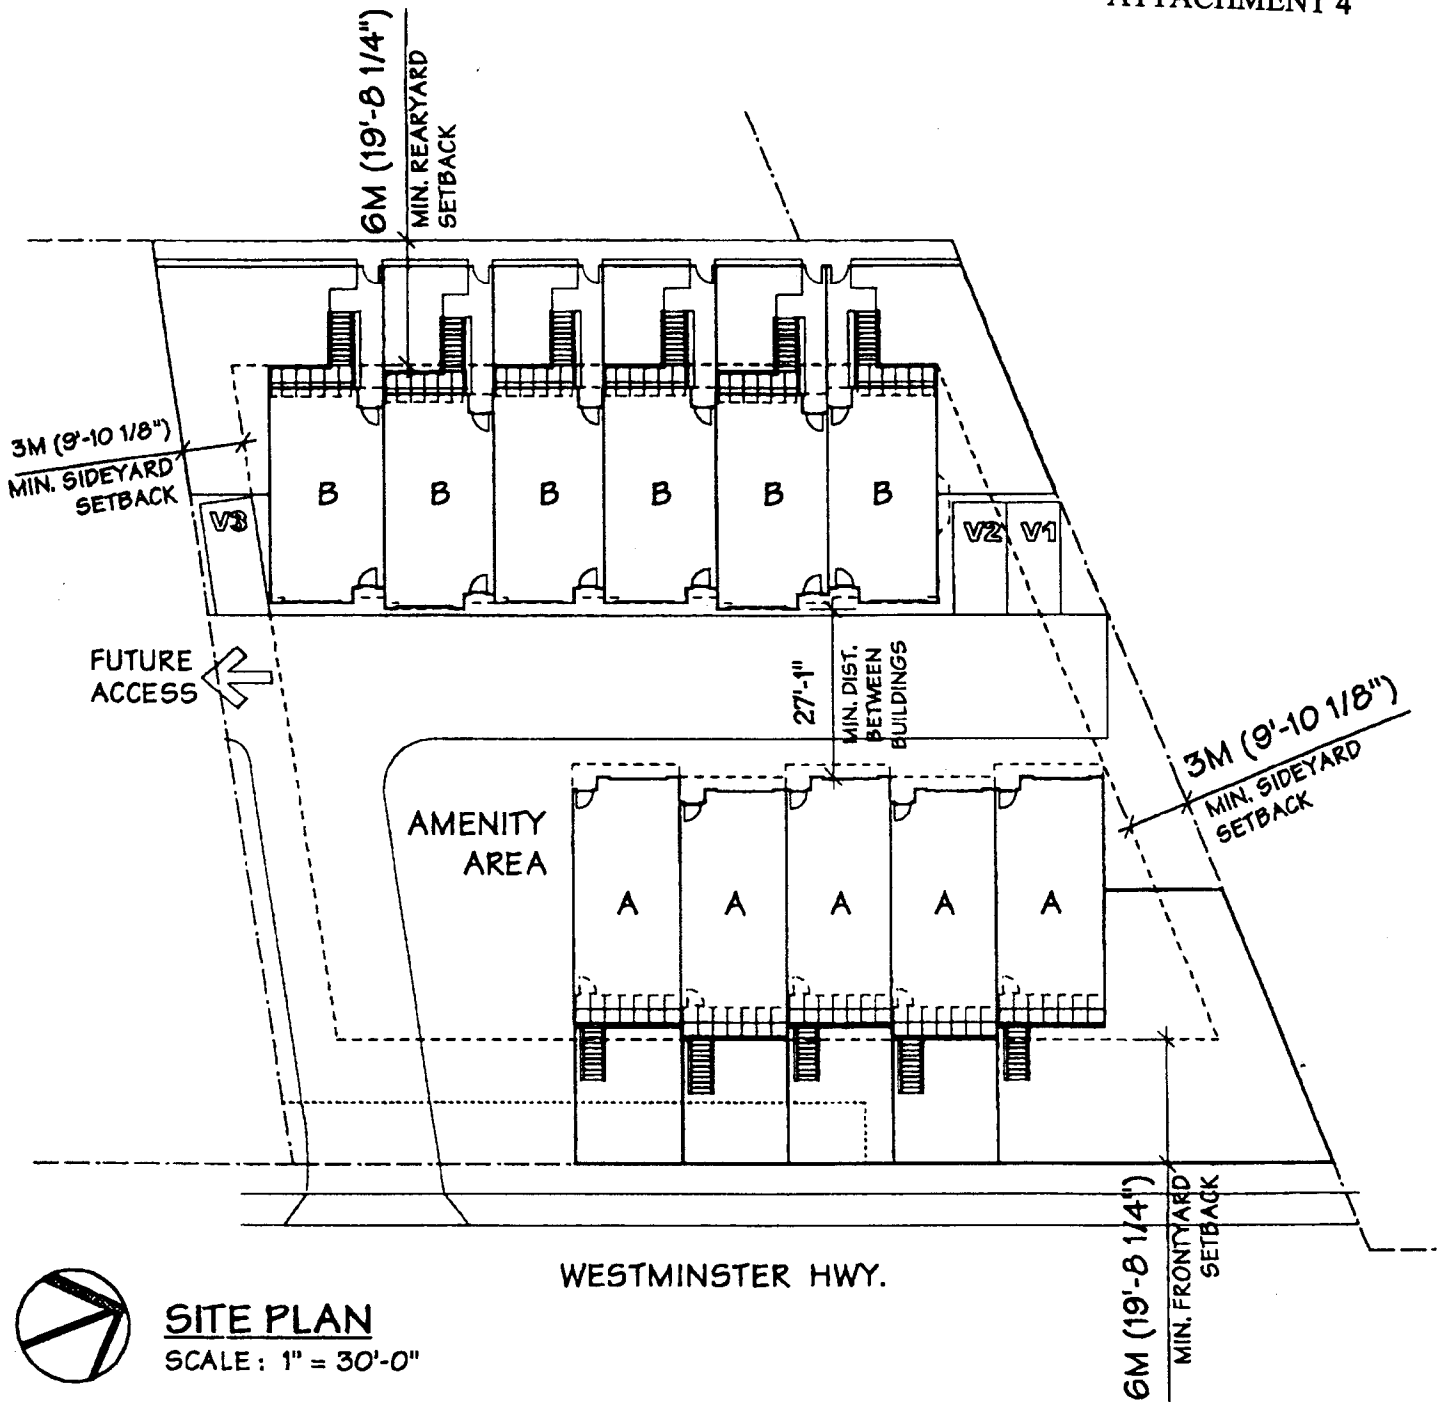 ATTACHMENT 4
6M (19'-8 1/4")
MIN. REARYARD
SETBACK
3M (9'-10 1/8")
MIN. SIDEYARD
SETBACK
B
B
B
B
B
B
V3
V2
V1
FUTURE
ACCESS
27'-1"
MIN. DIST.
BETWEEN
BUILDINGS
3M (9'-10 1/8")
MIN. SIDEYARD
SETBACK
AMENITY
AREA
A
A
A
A
A
6M (19'-8 1/4")
MIN. FRONTYARD
SETBACK
WESTMINSTER HWY.
SITE PLAN
SCALE: 1" = 30'-0"